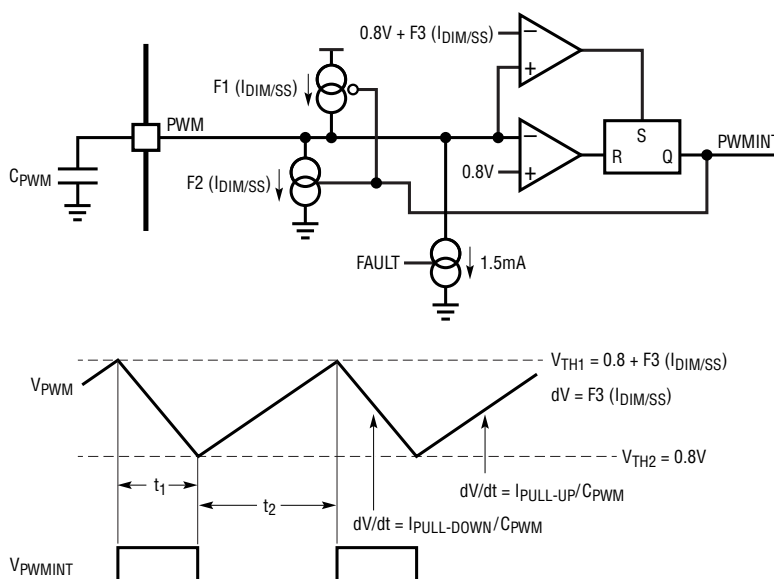 0.8V + F3 (IDIM/SS)
−
+
F1 (IDIM/SS)
PWM
S
−
PWMINT
R
Q
CPWM
F2 (IDIM/SS)
0.8V
+
FAULT
1.5mA
VTH1 = 0.8 + F3 (IDIM/SS)
VPWM
dV = F3 (IDIM/SS)
VTH2 = 0.8V
t1
t2
dV/dt = IPULL-UP/CPWM
dV/dt = IPULL-DOWN/CPWM
VPWMINT